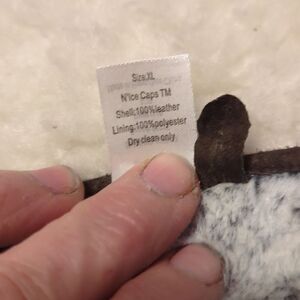 Size:XL
N'Ice Caps TM
Shell:100%leather
Lining:100%polyester
Dry clean only